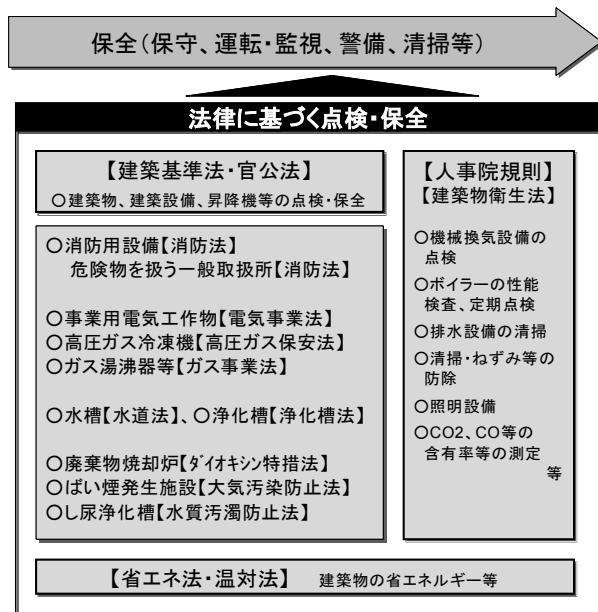 保全（保守、運転・監視、警備、清掃等）
法律に基づく点検・保全
【建築基準法・官公法】
○建築物、建築設備、昇降機等の点検・保全
○消防用設備【消防法】
危険物を扱う一般取扱所【消防法】
○事業用電気工作物【電気事業法】
○高圧ガス冷凍機【高圧ガス保安法】
○ガス湯沸器等【ガス事業法】
○水槽【水道法】、○浄化槽【浄化槽法】
○廃棄物焼却炉【ﾀﾞｲｵｷｼﾝ特措法】
○ばい煙発生施設【大気汚染防止法】
○し尿浄化槽【水質汚濁防止法】
【人事院規則】
【建築物衛生法】
○機械換気設備の
点検
○ボイラーの性能
検査、定期点検
○排水設備の清掃
○清掃・ねずみ等の
防除
○照明設備
○CO2、CO等の
含有率等の測定
等
【省エネ法・温対法】 建築物の省エネルギー等